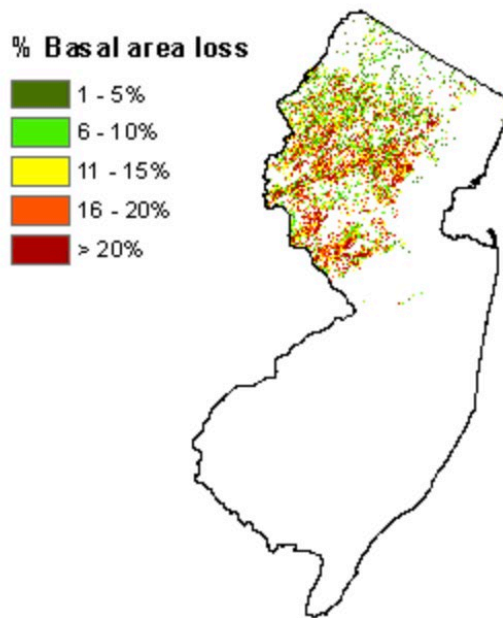 % Basal area loss
1 - 5%
6 - 10%
11 - 15%
16 - 20%
> 20%